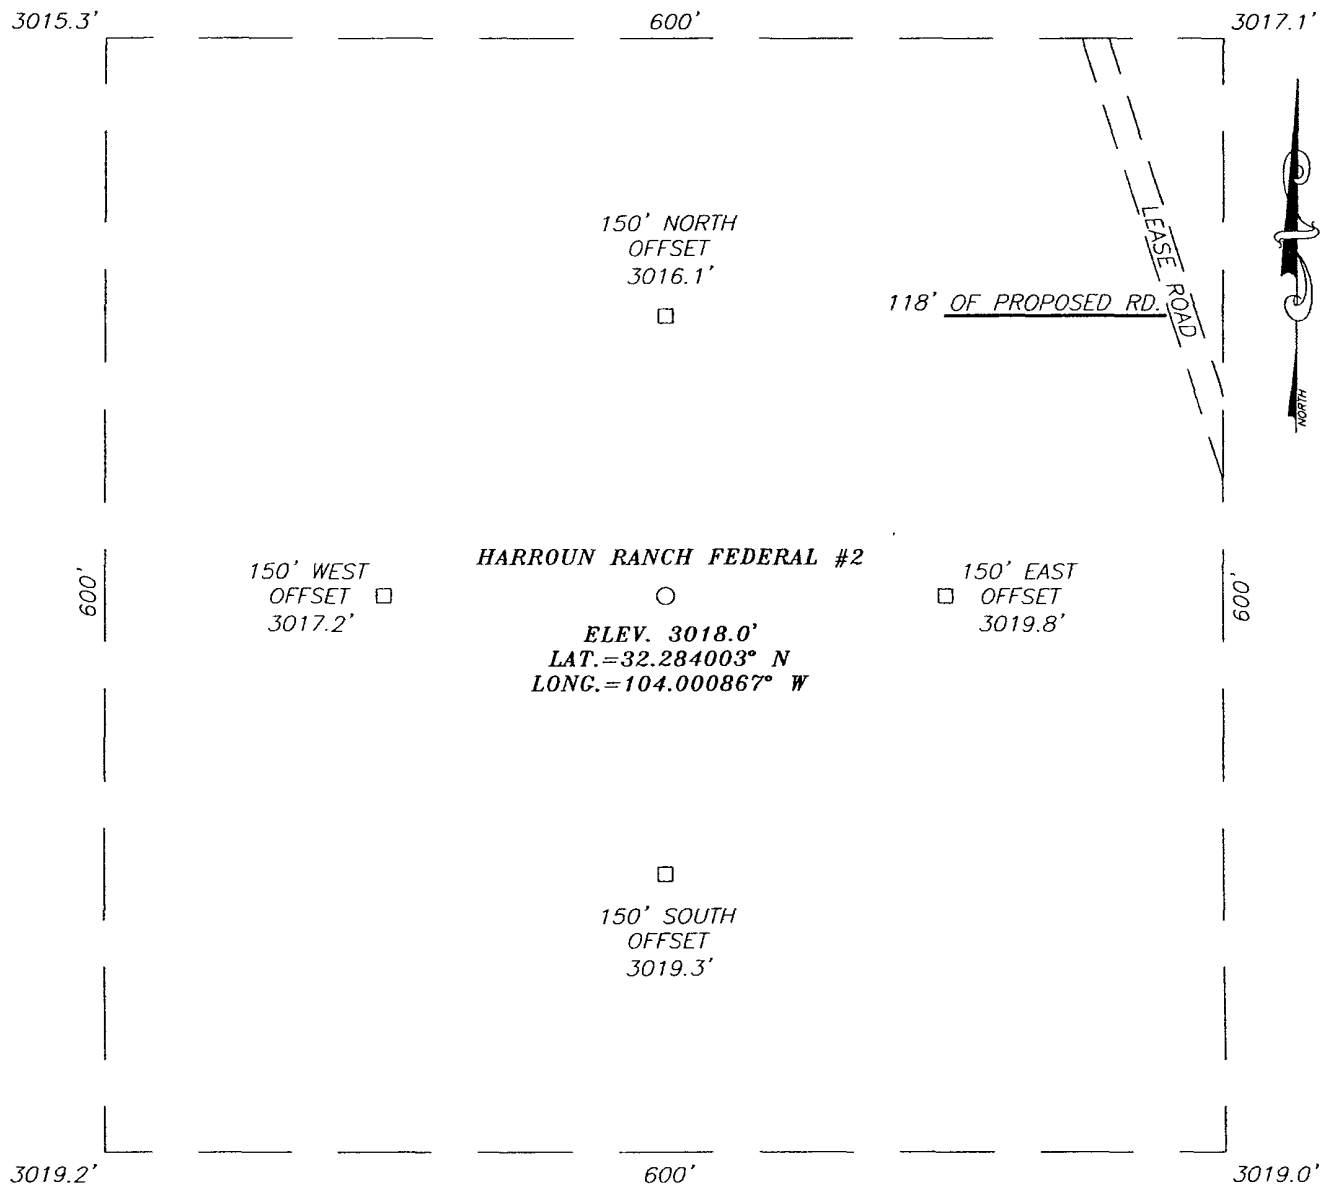 3015.3'
600'
3017.1'
150' NORTH
OFFSET
3016.1'
118' OF PROPOSED RD.
LEASE ROAD
NORTH
600'
150' WEST
OFFSET
3017.2'
HARROUN RANCH FEDERAL #2
ELEV. 3018.0'
LAT.=32.284003° N
LONG.=104.000867° W
150' EAST
OFFSET
3019.8'
600'
150' SOUTH
OFFSET
3019.3'
3019.2'
600'
3019.0'